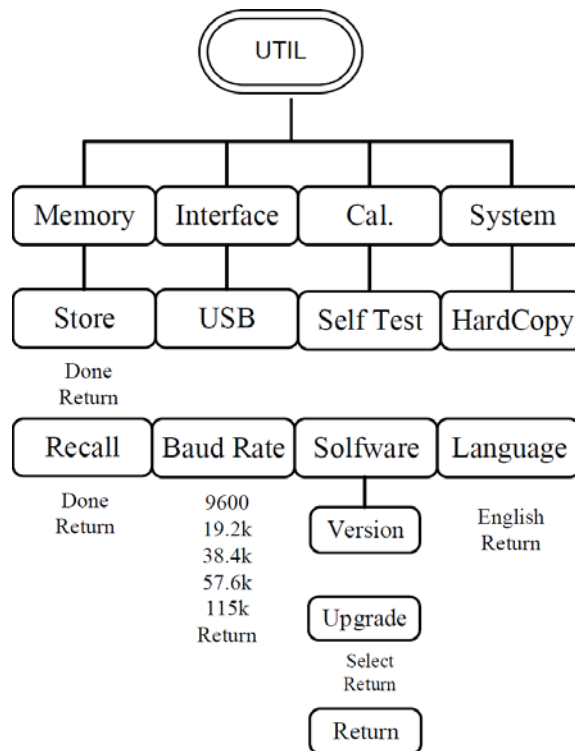 UTIL
Memory
Interface
Cal.
System
Store
USB
Self Test
HardCopy
Done
Return
Recall
Baud Rate
Solfware
Language
Done
Return
9600
19.2k
38.4k
57.6k
115k
Return
Version
English
Return
Upgrade
Select
Return
Return